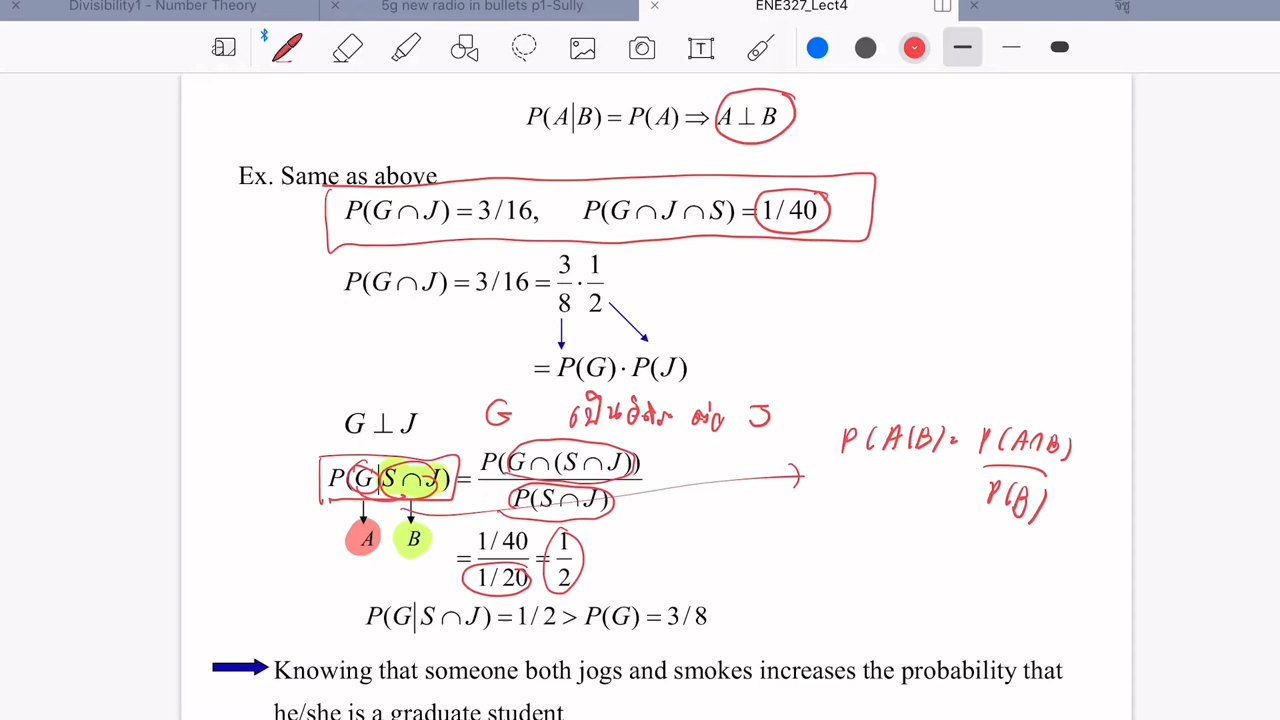 Divisibility1 - Number Theory
5g new radio in bullets p1-Sully
ENE327_Lect4
จีซู
P(A|B) = P(A) ⇒ A ⊥ B
Ex. Same as above
P(G ∩ J) = 3/16, P(G ∩ J ∩ S) = 1/40
P(G ∩ J) = 3/16 = 3/8 · 1/2
= P(G) · P(J)
G ⊥ J
G เป็นอิสระ ต่อ J
P(A|B) = P(A∩B)/P(B)
P(G|S ∩ J) = P(G ∩ (S ∩ J))/P(S ∩ J)
A B
= 1/40/1/20 = 1/2
P(G|S ∩ J) = 1/2 > P(G) = 3/8
Knowing that someone both jogs and smokes increases the probability that
he/she is a graduate student